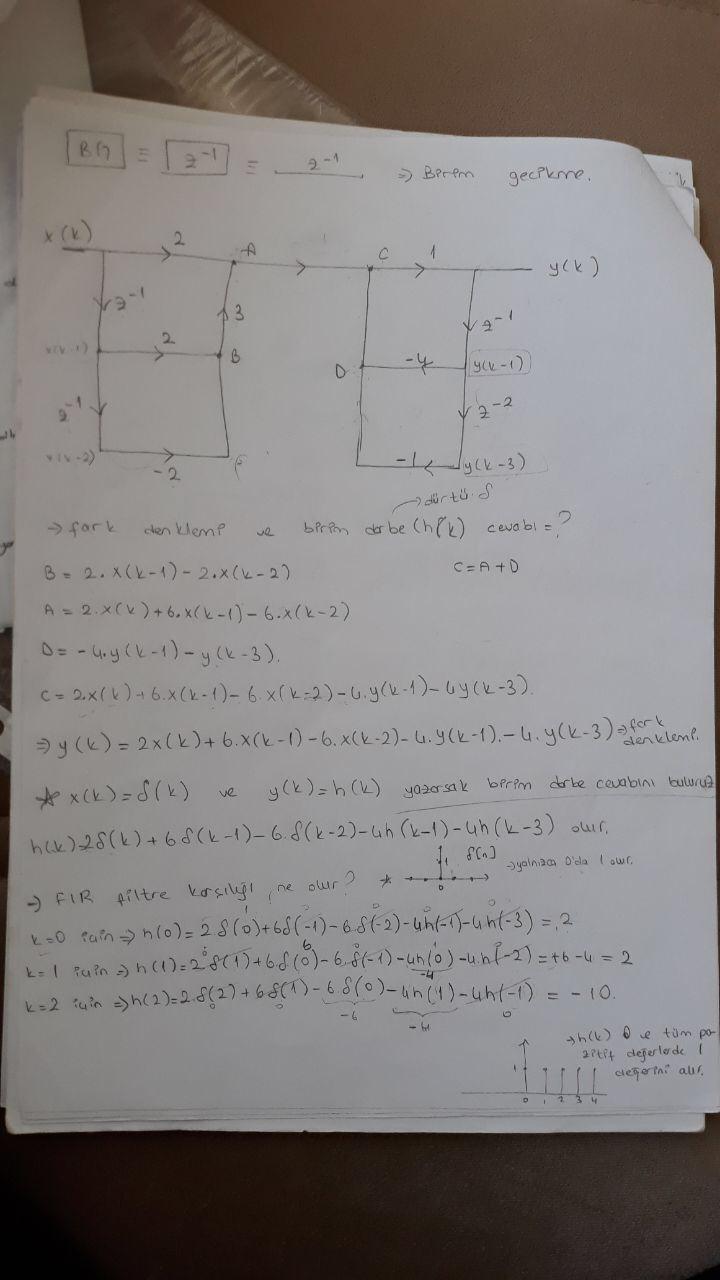 B(1) ≡ z⁻¹ ≡ z⁻¹ ⇒ Birim gecikme.
x(k) 2 A C 1 y(k)
z⁻¹ 3 z⁻¹
x(k-1) 2 B D -4 y(k-1)
z⁻¹ z⁻²
x(k-2) -2 -1 y(k-3)
→ dürtü. δ
→ fark denklemi ve birim darbe (h(k) cevabı = ?
B = 2.x(k-1) - 2.x(k-2) C = A + D
A = 2.x(k) + 6.x(k-1) - 6.x(k-2)
D = -4.y(k-1) - y(k-3).
C = 2.x(k) + 6.x(k-1) - 6.x(k-2) - 4.y(k-1) - 4y(k-3).
⇒ y(k) = 2x(k) + 6.x(k-1) - 6.x(k-2) - 4.y(k-1). - 4.y(k-3) ⇒ fark denklemi.
* x(k) = δ(k) ve y(k) = h(k) yazarsak birim darbe cevabını buluruz
h(k) = 2δ(k) + 6δ(k-1) - 6.δ(k-2) - 4h(k-1) - 4h(k-3) olur.
1 δ[n] → yalnızca 0'da 1 olur.
0
→ FIR filtre karşılığı ne olur? *
k=0 için ⇒ h(0) = 2δ(0) + 6δ(-1) - 6δ(-2) - 4h(-1) - 4h(-3) = 2
k=1 için ⇒ h(1) = 2δ(1) + 6.δ(0) - 6.δ(-1) - 4h(0) - 4.h(-2) = +6 - 4 = 2
k=2 için ⇒ h(2) = 2.δ(2) + 6δ(1) - 6.δ(0) - 4h(1) - 4h(-1) = -10.
0 0 -6 0
→ h(k) 0 ve tüm po
zitif değerlerde 1
değerini alır.
1
0 1 2 3 4